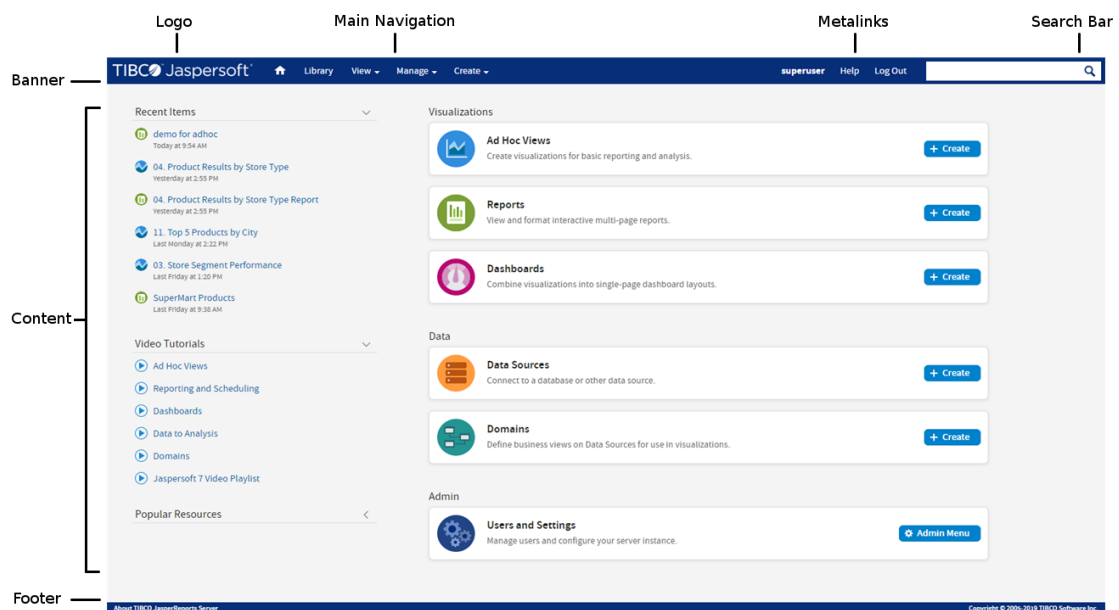 Logo
Main Navigation
Metalinks
Search Bar
Banner
TIBCO Jaspersoft®
Library
View
Manage
Create
superuser
Help
Log Out
Content
Recent Items
demo for adhoc
Today at 9:54 AM
04. Product Results by Store Type
Yesterday at 2:55 PM
04. Product Results by Store Type Report
Yesterday at 2:55 PM
11. Top 5 Products by City
Last Monday at 2:22 PM
03. Store Segment Performance
Last Friday at 1:20 PM
SuperMart Products
Last Friday at 9:38 AM
Video Tutorials
Ad Hoc Views
Reporting and Scheduling
Dashboards
Data to Analysis
Domains
Jaspersoft 7 Video Playlist
Popular Resources
Visualizations
Ad Hoc Views
Create visualizations for basic reporting and analysis.
+ Create
Reports
View and format interactive multi-page reports.
+ Create
Dashboards
Combine visualizations into single-page dashboard layouts.
+ Create
Data
Data Sources
Connect to a database or other data source.
+ Create
Domains
Define business views on Data Sources for use in visualizations.
+ Create
Admin
Users and Settings
Manage users and configure your server instance.
Admin Menu
Footer
About TIBCO JasperReports Server
Copyright © 2005-2019 TIBCO Software Inc.